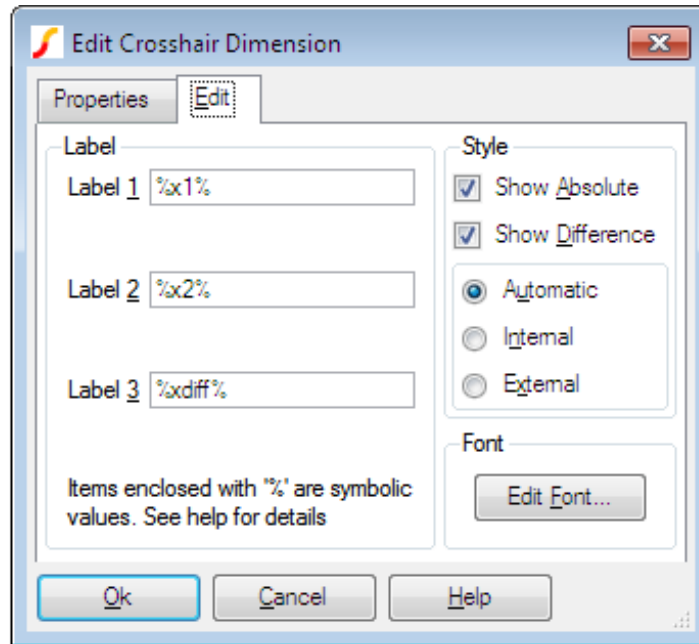 Edit Crosshair Dimension
Properties
Edit
Label
Label 1 %x1%
Label 2 %x2%
Label 3 %xdiff%
Items enclosed with '%' are symbolic
values. See help for details
Style
Show Absolute
Show Difference
Automatic
Internal
External
Font
Edit Font...
Ok
Cancel
Help